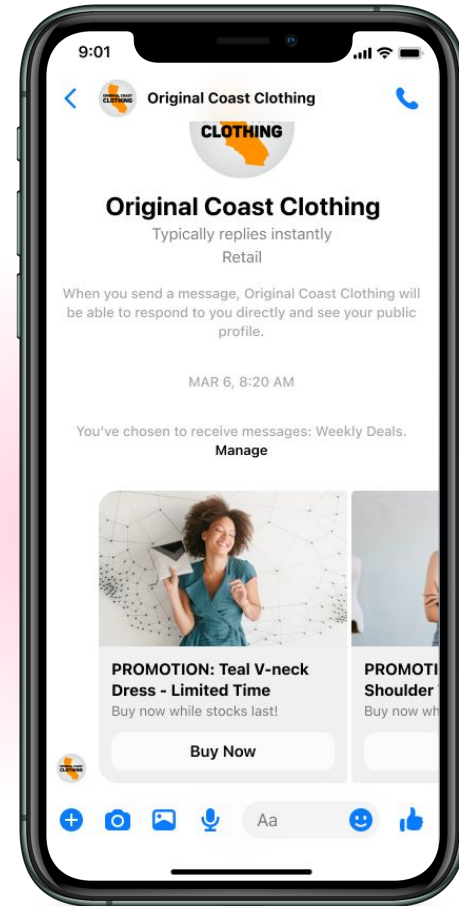 9:01
Original Coast Clothing
CLOTHING
Original Coast Clothing
Typically replies instantly
Retail
When you send a message, Original Coast Clothing will
be able to respond to you directly and see your public
profile.
MAR 6, 8:20 AM
You've chosen to receive messages: Weekly Deals.
Manage
PROMOTION: Teal V-neck
Dress - Limited Time
Buy now while stocks last!
Buy Now
PROMOTI
Shoulder
Buy now wh
Aa